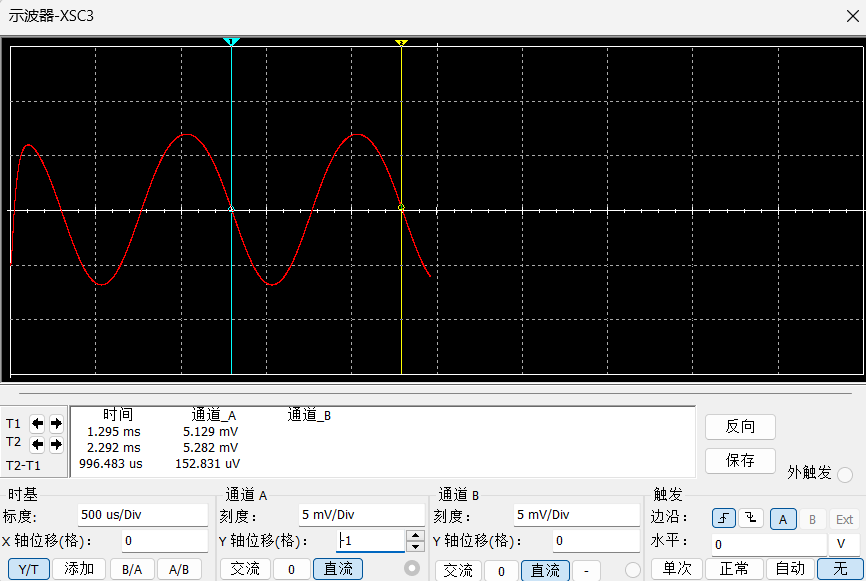 示波器-XSC3
1
2
时间 通道_A 通道_B
T1 1.295 ms 5.129 mV
T2 2.292 ms 5.282 mV
T2-T1 996.483 us 152.831 uV
反向
保存
外触发
时基
标度: 500 us/Div
X 轴位移(格): 0
Y/T 添加 B/A A/B
通道 A
刻度: 5 mV/Div
Y 轴位移(格): -1
交流 0 直流
通道 B
刻度: 5 mV/Div
Y 轴位移(格): 0
交流 0 直流 -
触发
边沿: A B Ext
水平: 0 V
单次 正常 自动 无